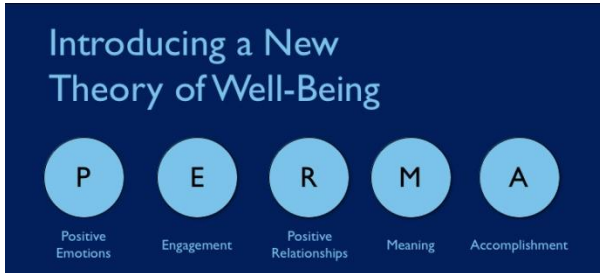 Introducing a New
Theory of Well-Being
P E R M A
Positive Emotions
Engagement
Positive Relationships
Meaning
Accomplishment